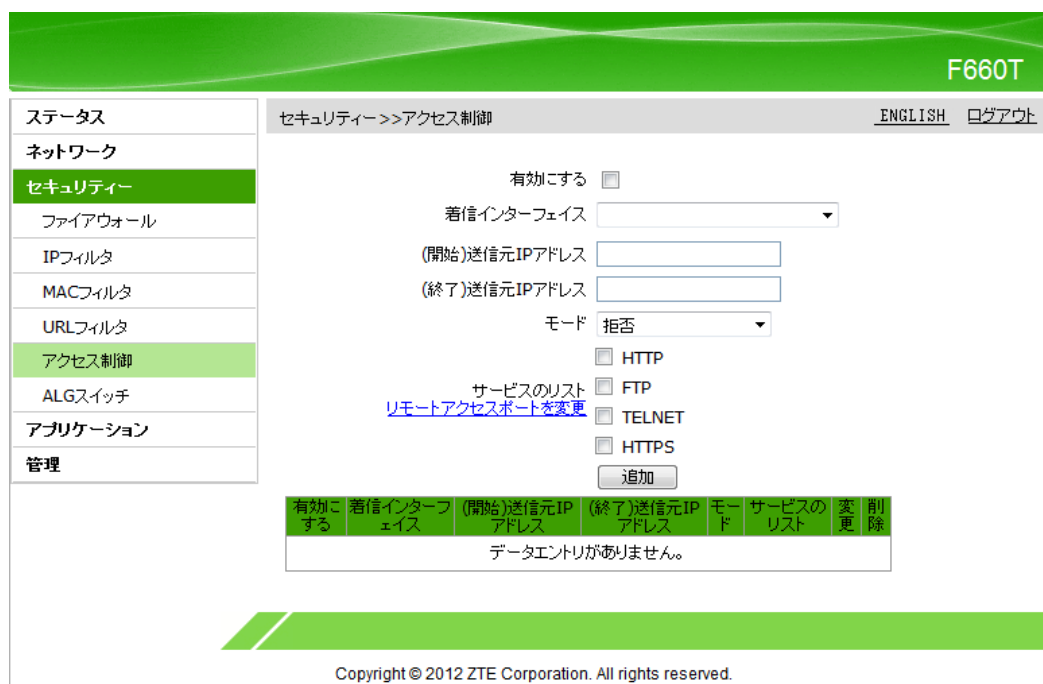 F660T
ステータス
ネットワーク
セキュリティー
ファイアウォール
IPフィルタ
MACフィルタ
URLフィルタ
アクセス制御
ALGスイッチ
アプリケーション
管理
セキュリティー>>アクセス制御
ENGLISH ログアウト
有効にする
着信インターフェイス
(開始)送信元IPアドレス
(終了)送信元IPアドレス
モード 拒否
サービスのリスト
リモートアクセスポートを変更
HTTP
FTP
TELNET
HTTPS
追加
有効に
する
着信インターフ
ェイス
(開始)送信元IP
アドレス
(終了)送信元IP
アドレス
モー
ド
サービスの
リスト
変
更
削
除
データエントリがありません。
Copyright © 2012 ZTE Corporation. All rights reserved.